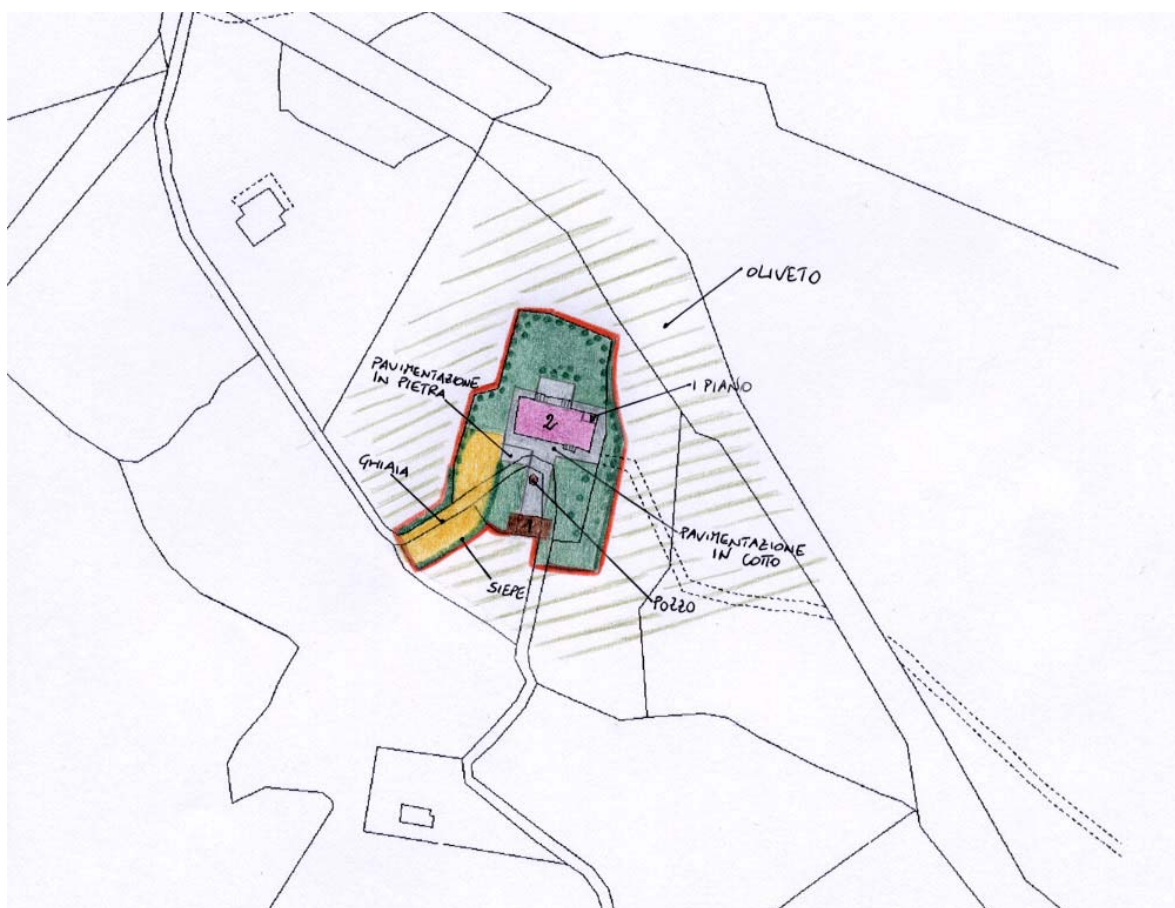 OLIVETO
PAVIMENTAZIONE
IN PIETRA
1 PIANO
2
GHIAIA
1
PAVIMENTAZIONE
IN COTTO
SIEPE
POZZO